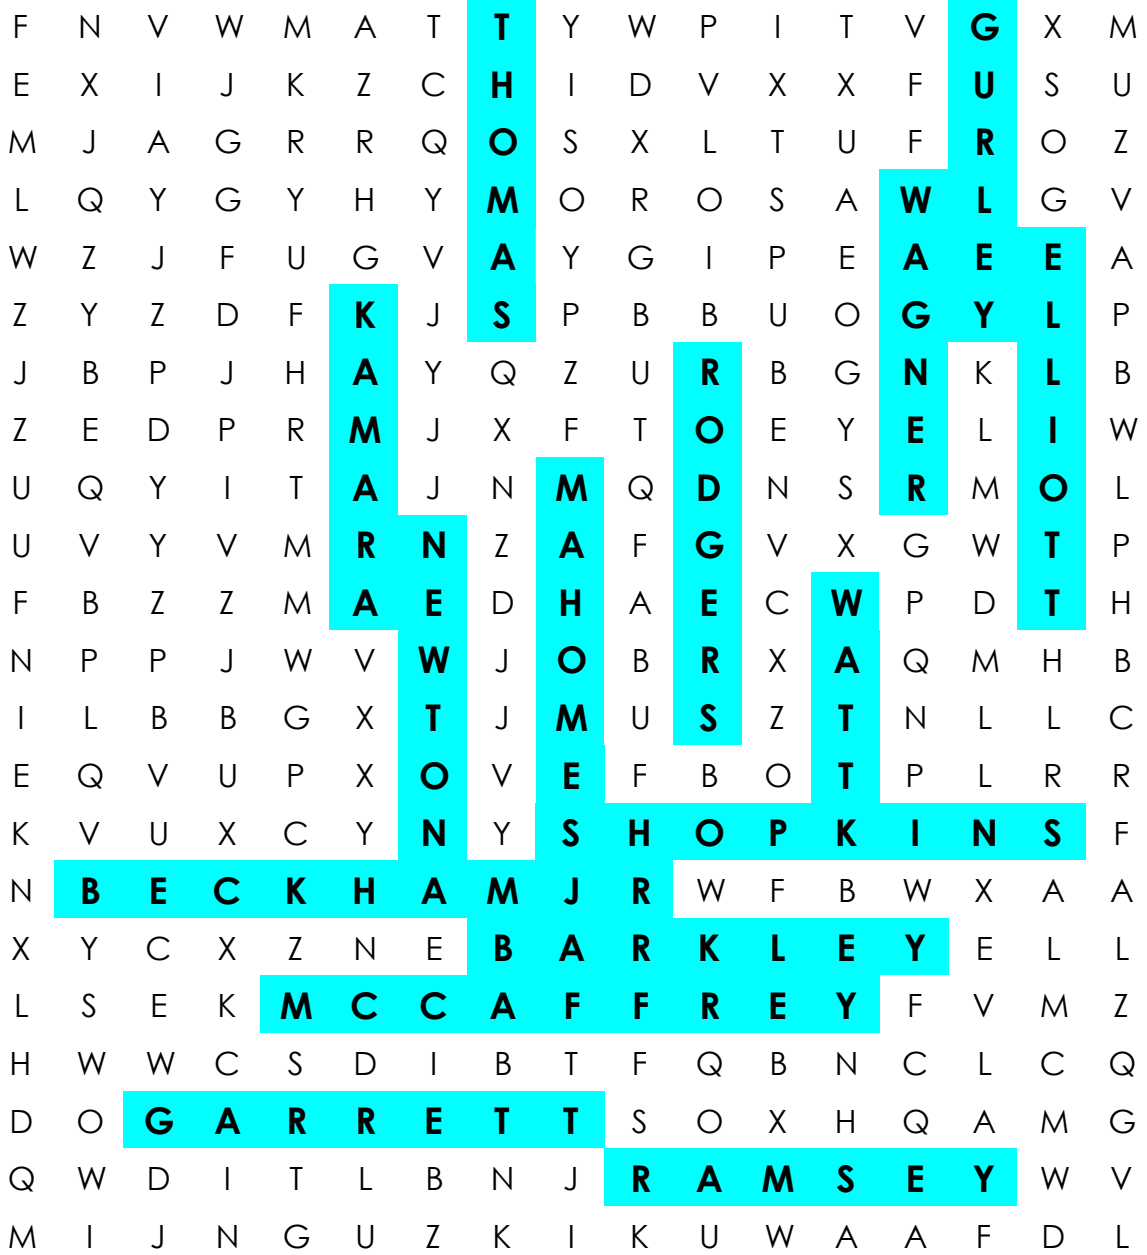 F N V W M A T T Y W P I T V G X M
E X I J K Z C H I D V X X F U S U
M J A G R R Q O S X L T U F R O Z
L Q Y G Y H Y M O R O S A W L G V
W Z J F U G V A Y G I P E A E E A
Z Y Z D F K J S P B B U O G Y L P
J B P J H A Y Q Z U R B G N K L B
Z E D P R M J X F T O E Y E L I W
U Q Y I T A J N M Q D N S R M O L
U V Y V M R N Z A F G V X G W T P
F B Z Z M A E D H A E C W P D T H
N P P J W V W J O B R X A Q M H B
I L B B G X T J M U S Z T N L L C
E Q V U P X O V E F B O T P L R R
K V U X C Y N Y S H O P K I N S F
N B E C K H A M J R W F B W X A A
X Y C X Z N E B A R K L E Y E L L
L S E K M C C A F F R E Y F V M Z
H W W C S D I B T F Q B N C L C Q
D O G A R R E T T S O X H Q A M G
Q W D I T L B N J R A M S E Y W V
M I J N G U Z K I K U W A A F D L